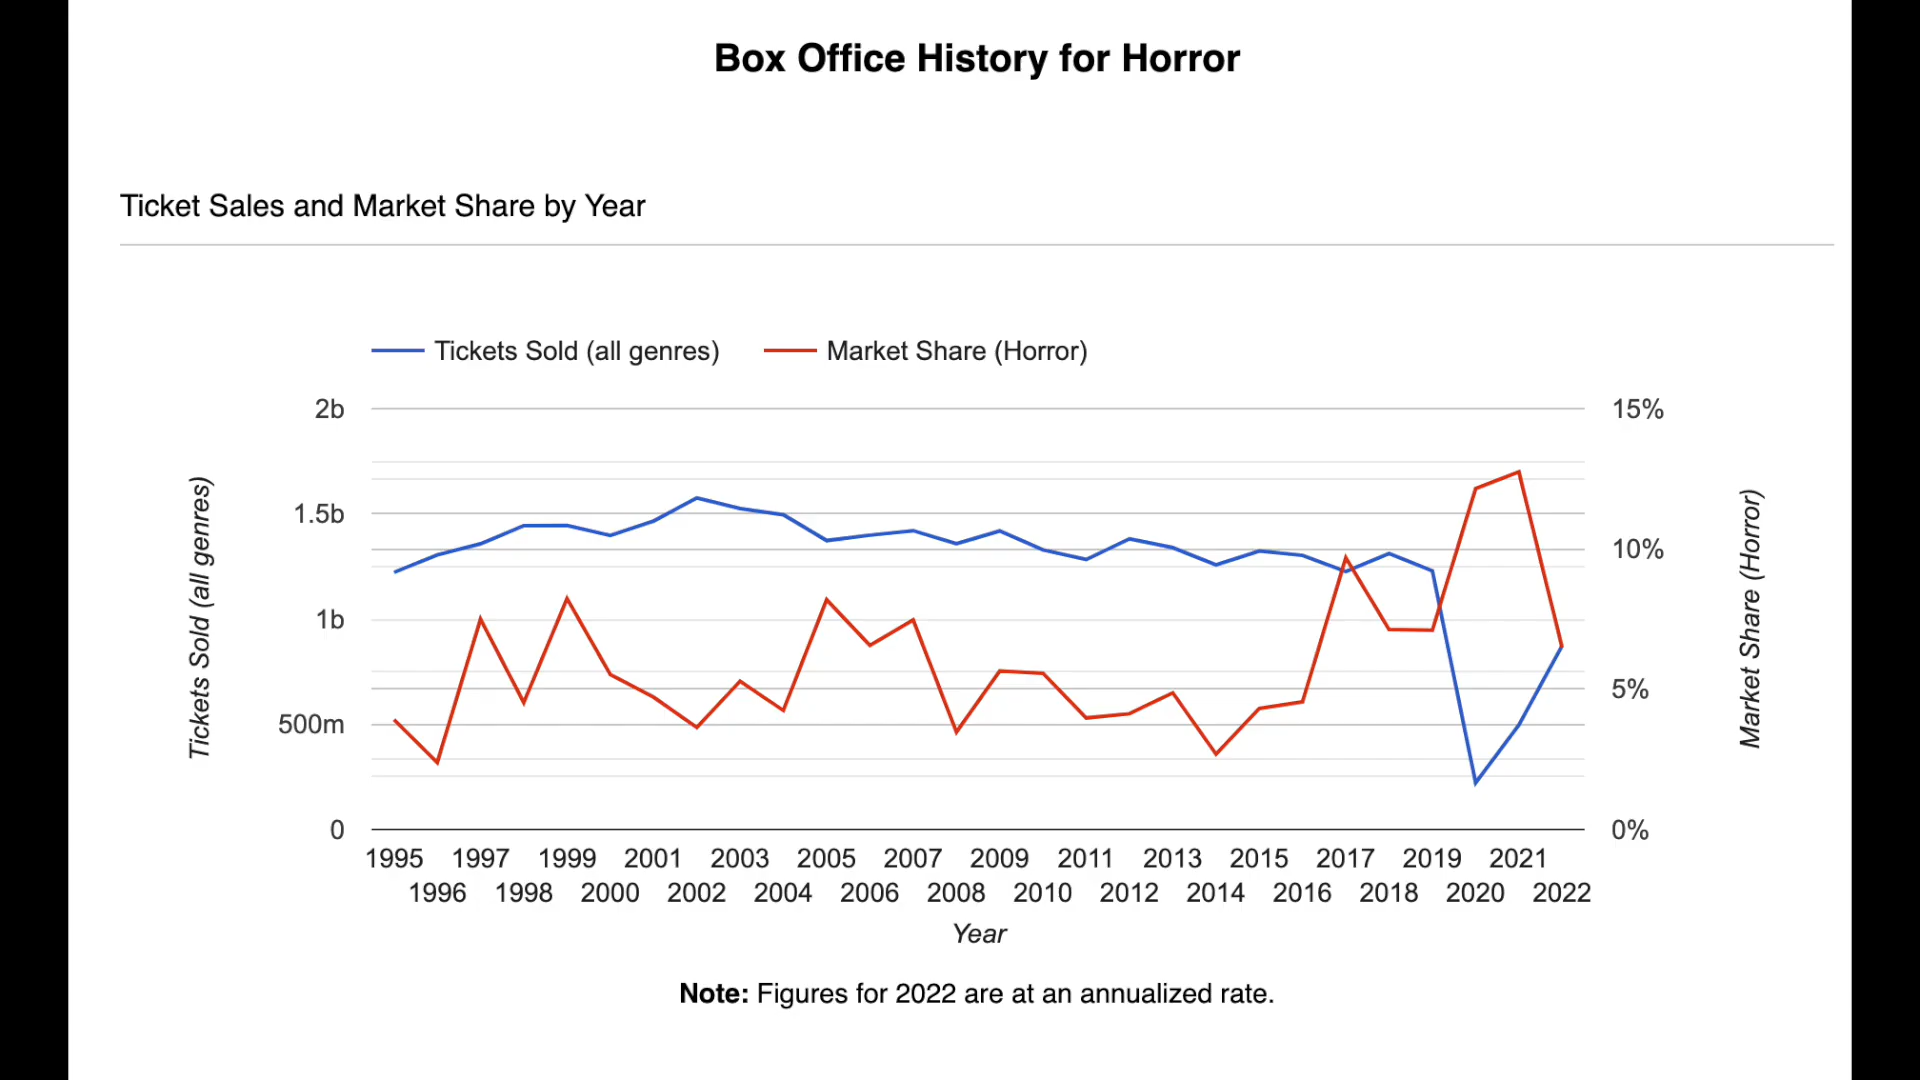 Box Office History for Horror
Ticket Sales and Market Share by Year
Tickets Sold (all genres) Market Share (Horror)
2b 15%
1.5b
10%
1b
5%
500m
0 0%
Tickets Sold (all genres)
Market Share (Horror)
1995 1997 1999 2001 2003 2005 2007 2009 2011 2013 2015 2017 2019 2021
1996 1998 2000 2002 2004 2006 2008 2010 2012 2014 2016 2018 2020 2022
Year
Note: Figures for 2022 are at an annualized rate.